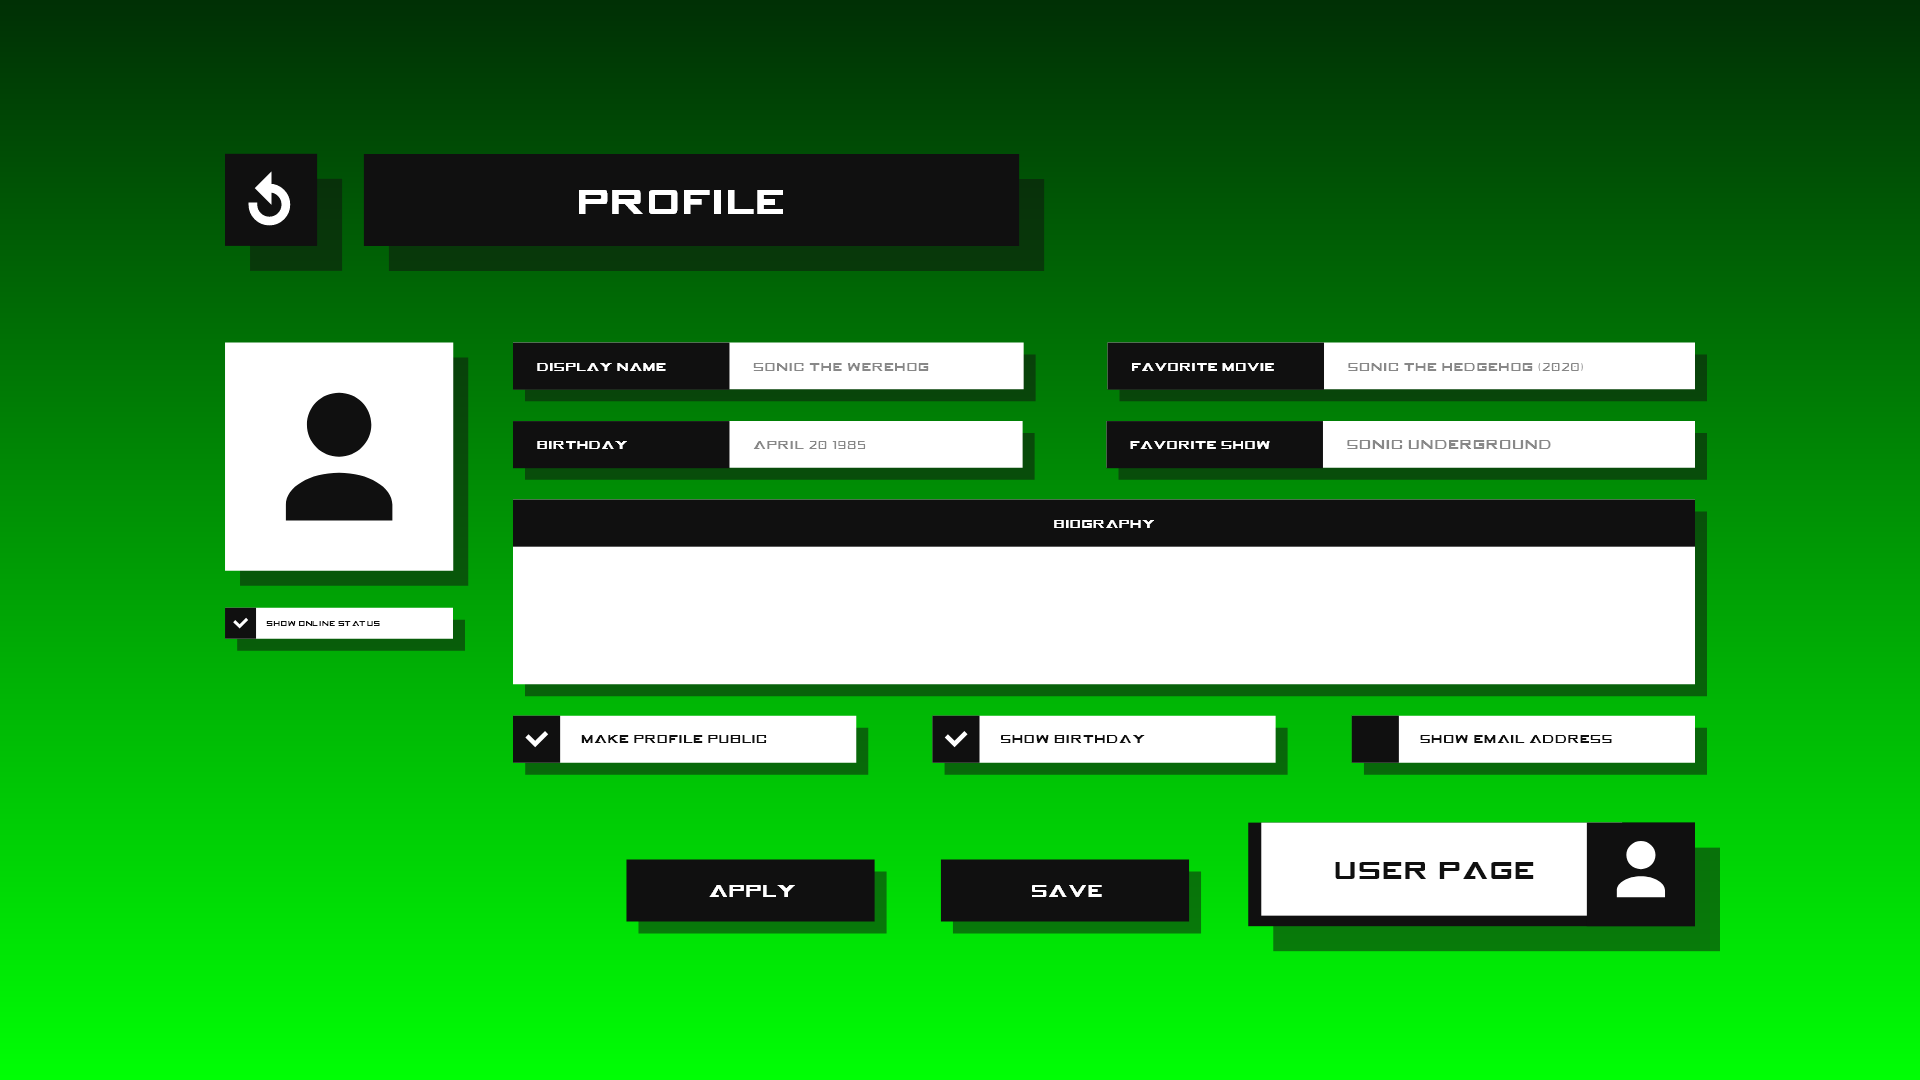 PROFILE
DISPLAY NAME
SONIC THE WEREHOG
FAVORITE MOVIE
SONIC THE HEDGEHOG (2020)
BIRTHDAY
APRIL 20 1985
FAVORITE SHOW
SONIC UNDERGROUND
BIOGRAPHY
SHOW ONLINE STATUS
MAKE PROFILE PUBLIC
SHOW BIRTHDAY
SHOW EMAIL ADDRESS
APPLY
SAVE
USER PAGE